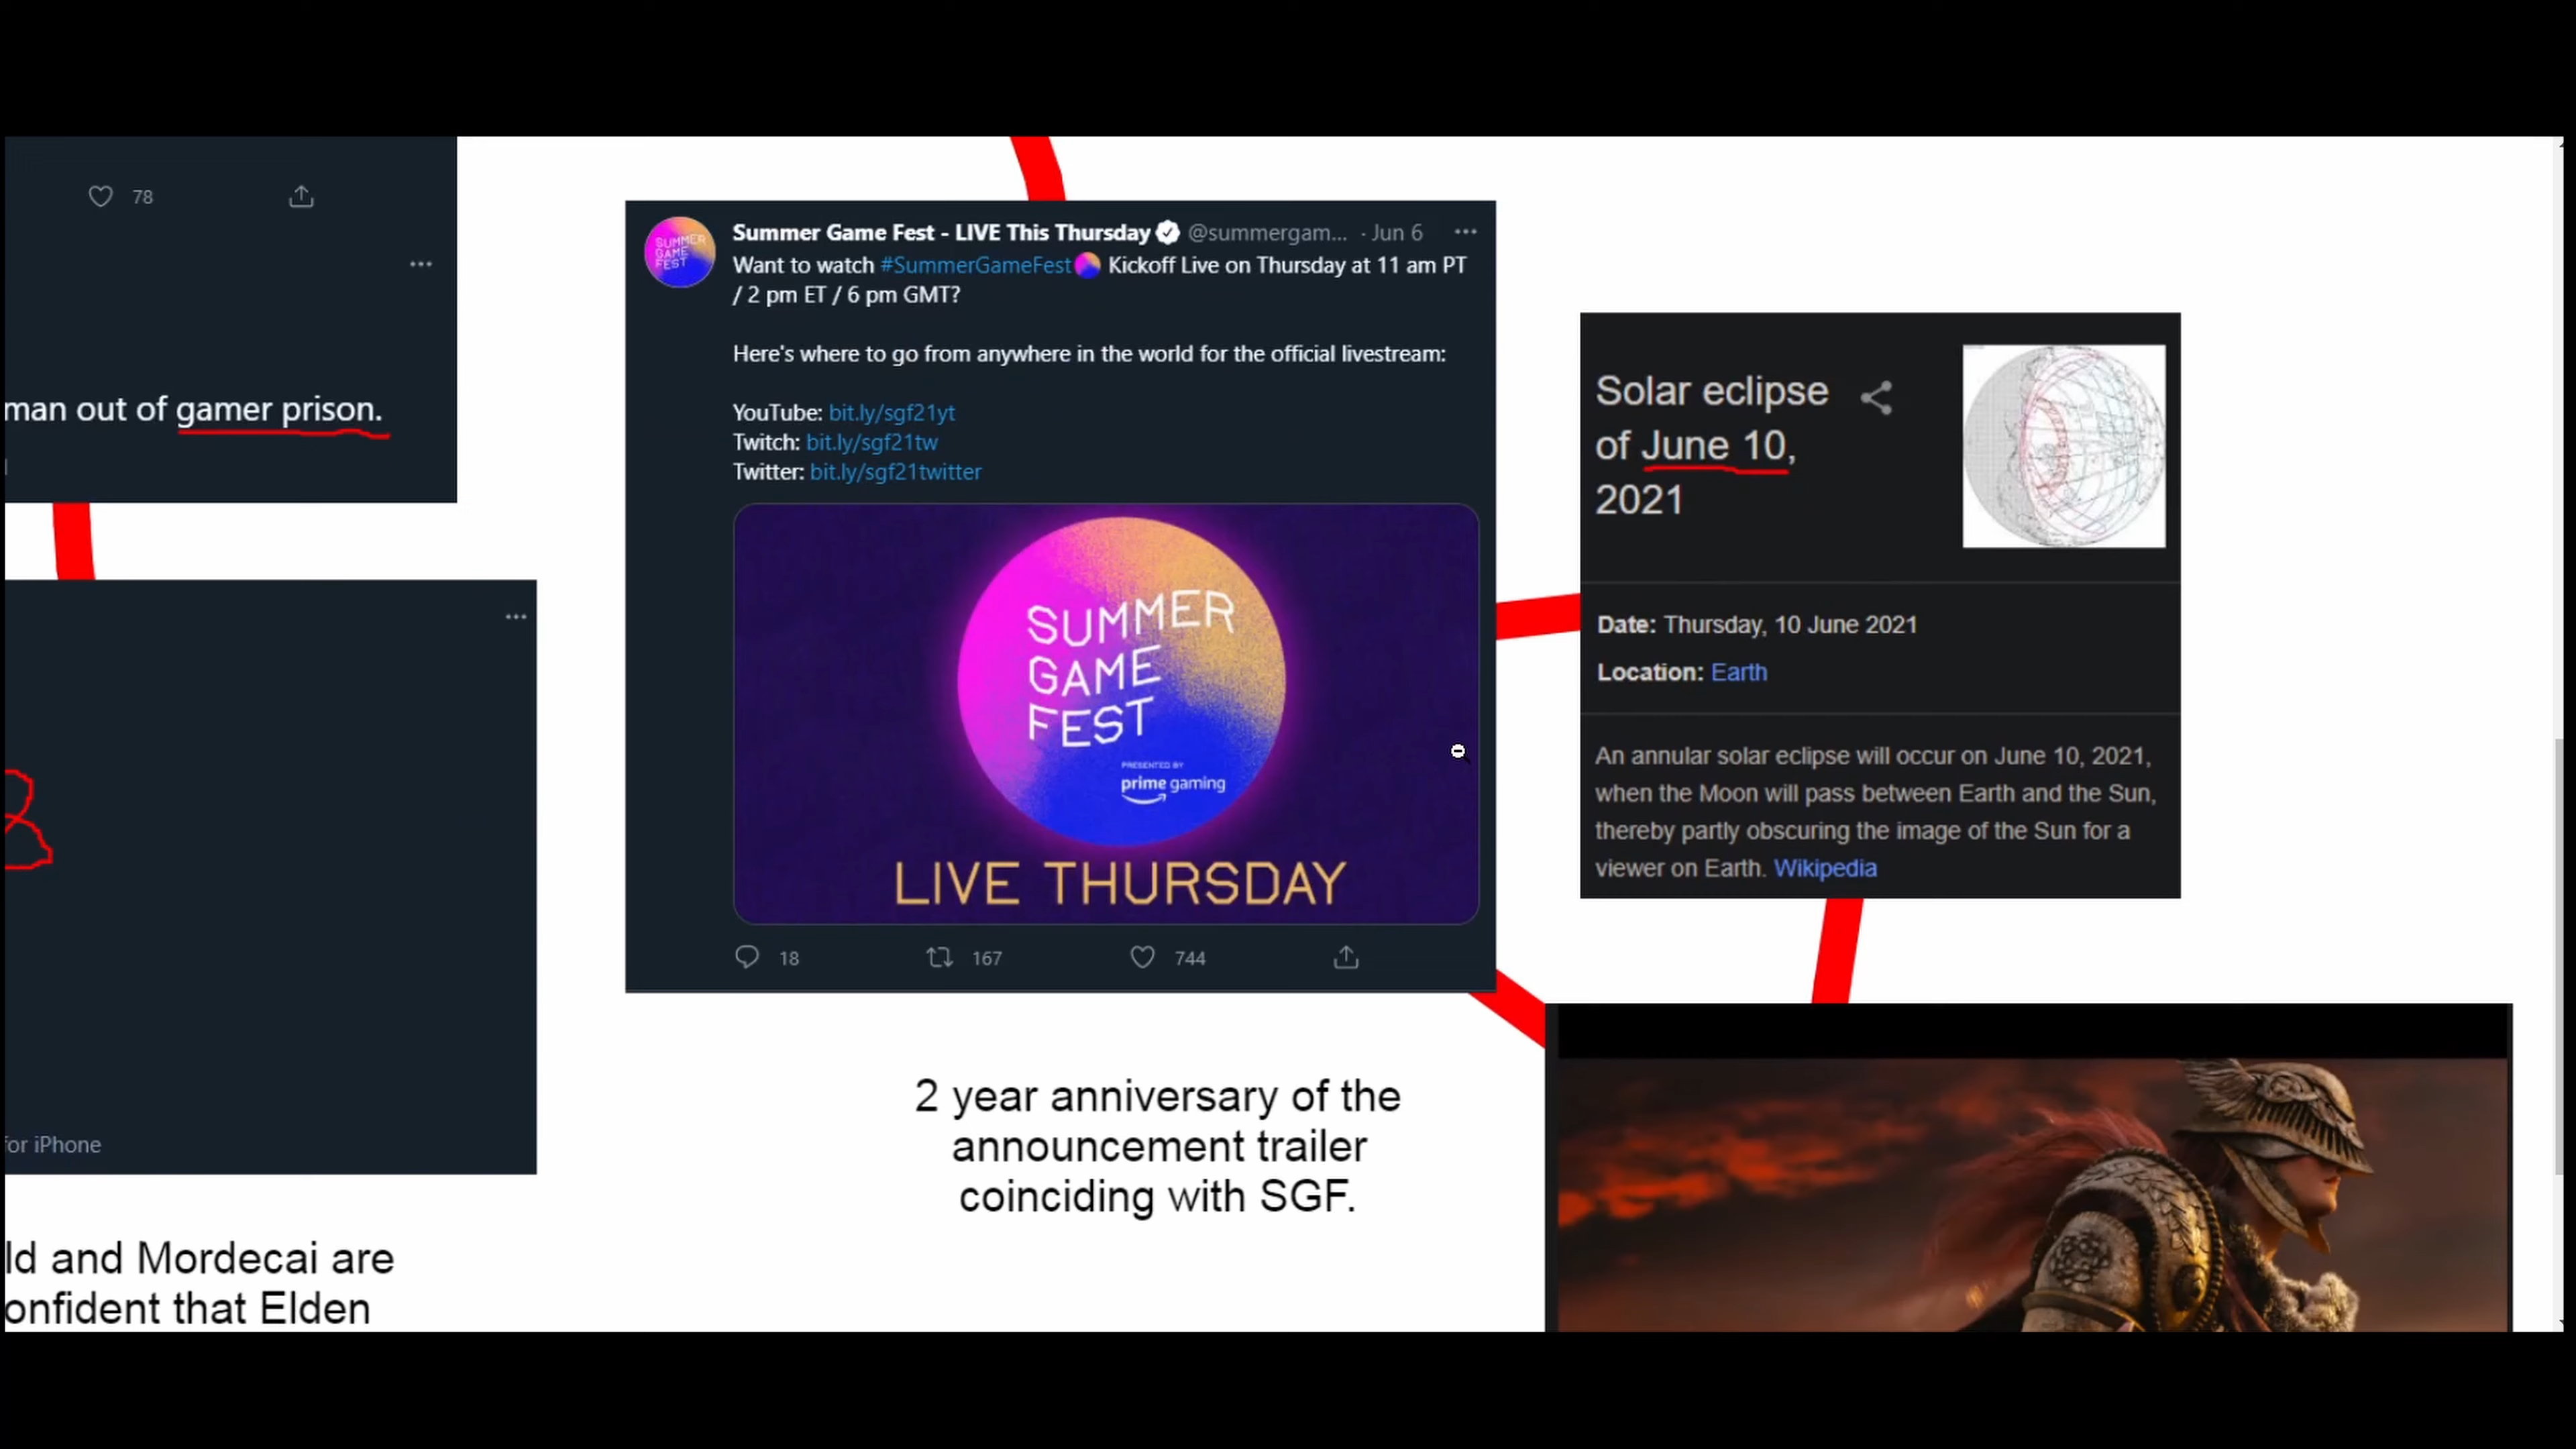 78
man out of gamer prison.
for iPhone
ld and Mordecai are
onfident that Elden
SUMMER
GAME
FEST
Summer Game Fest - LIVE This Thursday @summergam... · Jun 6
Want to watch #SummerGameFest Kickoff Live on Thursday at 11 am PT
/ 2 pm ET / 6 pm GMT?
Here's where to go from anywhere in the world for the official livestream:
YouTube: bit.ly/sgf21yt
Twitch: bit.ly/sgf21tw
Twitter: bit.ly/sgf21twitter
SUMMER
GAME
FEST
PRESENTED BY
prime gaming
LIVE THURSDAY
18 167 744
2 year anniversary of the
announcement trailer
coinciding with SGF.
Solar eclipse
of June 10,
2021
Date: Thursday, 10 June 2021
Location: Earth
An annular solar eclipse will occur on June 10, 2021,
when the Moon will pass between Earth and the Sun,
thereby partly obscuring the image of the Sun for a
viewer on Earth. Wikipedia